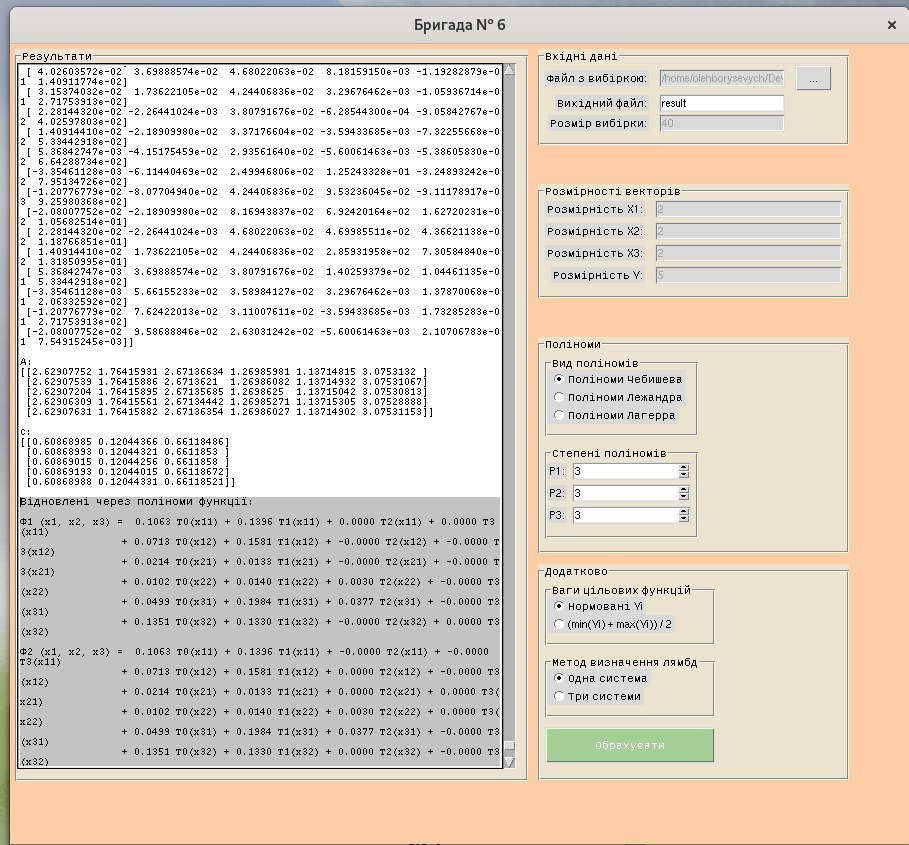 Бригада № 6
Результати
[ 4.02603572e-02 3.69888574e-02 4.68022063e-02 8.18159150e-03 -1.19282879e-0
1 1.40911774e-02]
[ 3.15374032e-02 1.73622105e-02 4.24406836e-02 3.29676462e-03 -1.05936714e-0
1 2.71753913e-02]
[ 2.28144320e-02 -2.26441024e-03 3.80791676e-02 -6.28544300e-04 -9.05842767e-0
2 4.02597803e-02]
[ 1.40914410e-02 -2.18909980e-02 3.37176604e-02 -3.59433685e-03 -7.32255668e-0
2 5.33442918e-02]
[ 5.36842747e-03 -4.15175459e-02 2.93561640e-02 -5.60061463e-03 -5.38605830e-0
2 6.64288734e-02]
[-3.35461128e-03 -6.11440469e-02 2.49946806e-02 1.25243328e-01 -3.24893242e-0
2 7.95134726e-02]
[-1.20776779e-02 -8.07704940e-02 4.24406836e-02 9.53236045e-02 -9.11178917e-0
3 9.25980368e-02]
[-2.08007752e-02 -2.18909980e-02 8.16943837e-02 6.92420164e-02 1.62720231e-0
2 1.05682514e-01]
[ 2.28144320e-02 -2.26441024e-03 4.68022063e-02 4.69985511e-02 4.36621138e-0
2 1.18766851e-01]
[ 1.40914410e-02 1.73622105e-02 4.24406836e-02 2.85931958e-02 7.30584840e-0
2 1.31850995e-01]
[ 5.36842747e-03 3.69888574e-02 3.80791676e-02 1.40259379e-02 1.04461135e-0
1 5.33442918e-02]
[-3.35461128e-03 5.66155233e-02 3.58984127e-02 3.29676462e-03 1.37870068e-0
1 2.06332592e-02]
[-1.20776779e-02 7.62422013e-02 3.11007611e-02 -3.59433685e-03 1.73285283e-0
1 2.71753913e-02]
[-2.08007752e-02 9.58688846e-02 2.63031242e-02 -5.60061463e-03 2.10706783e-0
1 7.54915245e-03]]
A:
[[2.62907752 1.76415931 2.67136634 1.26985981 1.13714815 3.0753132 ]
[2.62907539 1.76415886 2.6713621 1.26986082 1.13714932 3.07531067]
[2.62907204 1.76415895 2.67135685 1.2698625 1.13715042 3.07530813]
[2.62906309 1.76415561 2.67134442 1.26985271 1.13715305 3.07528888]
[2.62907631 1.76415882 2.67136354 1.26986027 1.13714902 3.07531153]]
c:
[[0.60868985 0.12044366 0.66118486]
[0.60868993 0.12044321 0.6611853 ]
[0.60869015 0.12044256 0.6611858 ]
[0.60869193 0.12044015 0.66118672]
[0.60868988 0.12044331 0.66118521]]
Відновлені через поліноми функції:
Φ1 (x1, x2, x3) = 0.1063 T0(x11) + 0.1396 T1(x11) + 0.0000 T2(x11) + 0.0000 T3
(x11)
+ 0.0713 T0(x12) + 0.1581 T1(x12) + -0.0000 T2(x12) + -0.0000 T
3(x12)
+ 0.0214 T0(x21) + 0.0133 T1(x21) + -0.0000 T2(x21) + -0.0000 T
3(x21)
+ 0.0102 T0(x22) + 0.0140 T1(x22) + 0.0030 T2(x22) + -0.0000 T3
(x22)
+ 0.0499 T0(x31) + 0.1984 T1(x31) + 0.0377 T2(x31) + -0.0000 T3
(x31)
+ 0.1351 T0(x32) + 0.1330 T1(x32) + -0.0000 T2(x32) + 0.0000 T3
(x32)
Φ2 (x1, x2, x3) = 0.1063 T0(x11) + 0.1396 T1(x11) + -0.0000 T2(x11) + -0.0000
T3(x11)
+ 0.0713 T0(x12) + 0.1581 T1(x12) + 0.0000 T2(x12) + -0.0000 T3
(x12)
+ 0.0214 T0(x21) + 0.0133 T1(x21) + 0.0000 T2(x21) + 0.0000 T3(
x21)
+ 0.0102 T0(x22) + 0.0140 T1(x22) + 0.0030 T2(x22) + 0.0000 T3(
x22)
+ 0.0499 T0(x31) + 0.1984 T1(x31) + 0.0377 T2(x31) + -0.0000 T3
(x31)
+ 0.1351 T0(x32) + 0.1330 T1(x32) + 0.0000 T2(x32) + -0.0000 T3
(x32)
Вхідні дані
Файл з вибіркою: /home/olehborysevych/De
...
Вихідний файл: result
Розмір вибірки: 40
Розмірності векторів
Розмірність X1: 2
Розмірність X2: 2
Розмірність X3: 2
Розмірність Y: 5
Поліноми
Вид поліномів
Поліноми Чебишева
Поліноми Лежандра
Поліноми Лагерра
Степені поліномів
P1: 3
P2: 3
P3: 3
Додатково
Ваги цільових функцій
Нормовані Yi
(min(Yi) + max(Yi)) / 2
Метод визначення лямбд
Одна система
Три системи
Обрахувати